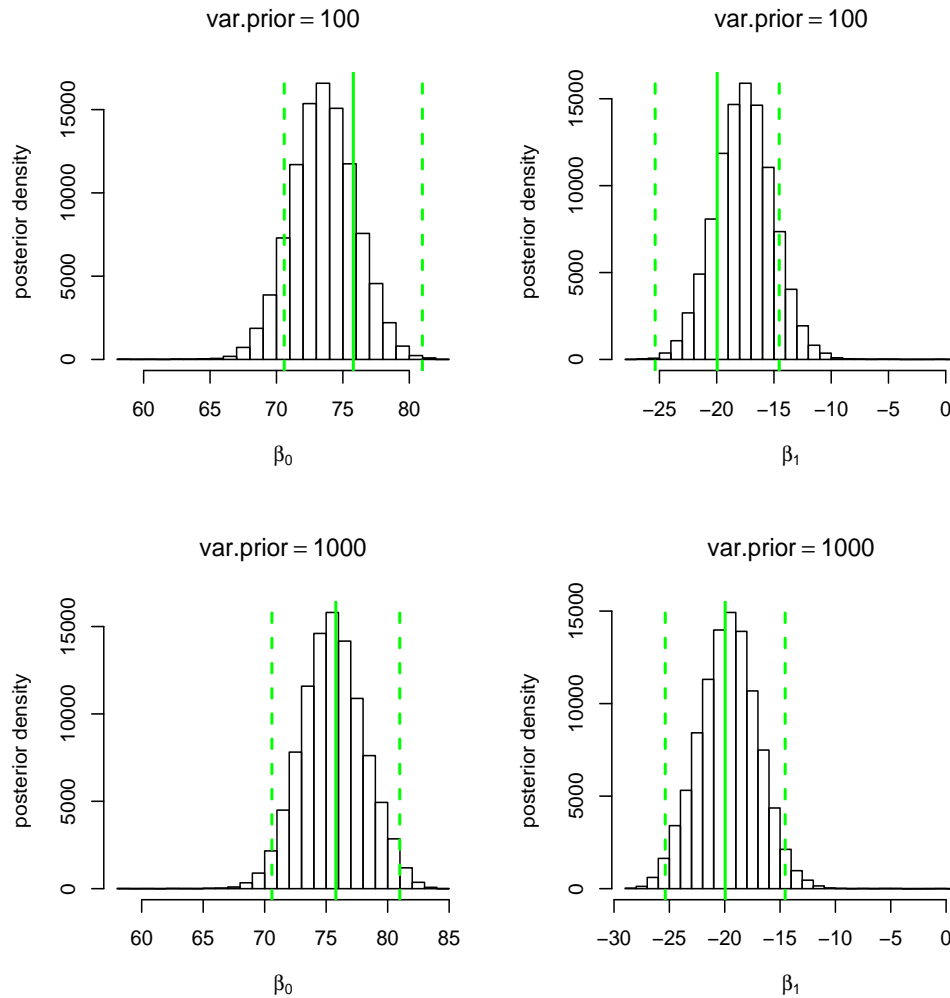 var.prior = 100
posterior density
0 5000 10000 15000
60 65 70 75 80
β0
var.prior = 100
posterior density
0 5000 10000 15000
−25 −20 −15 −10 −5 0
β1
var.prior = 1000
posterior density
0 5000 10000 15000
60 70 75 80 85
β0
var.prior = 1000
posterior density
0 5000 10000 15000
−30 −25 −20 −15 −10 −5 0
β1